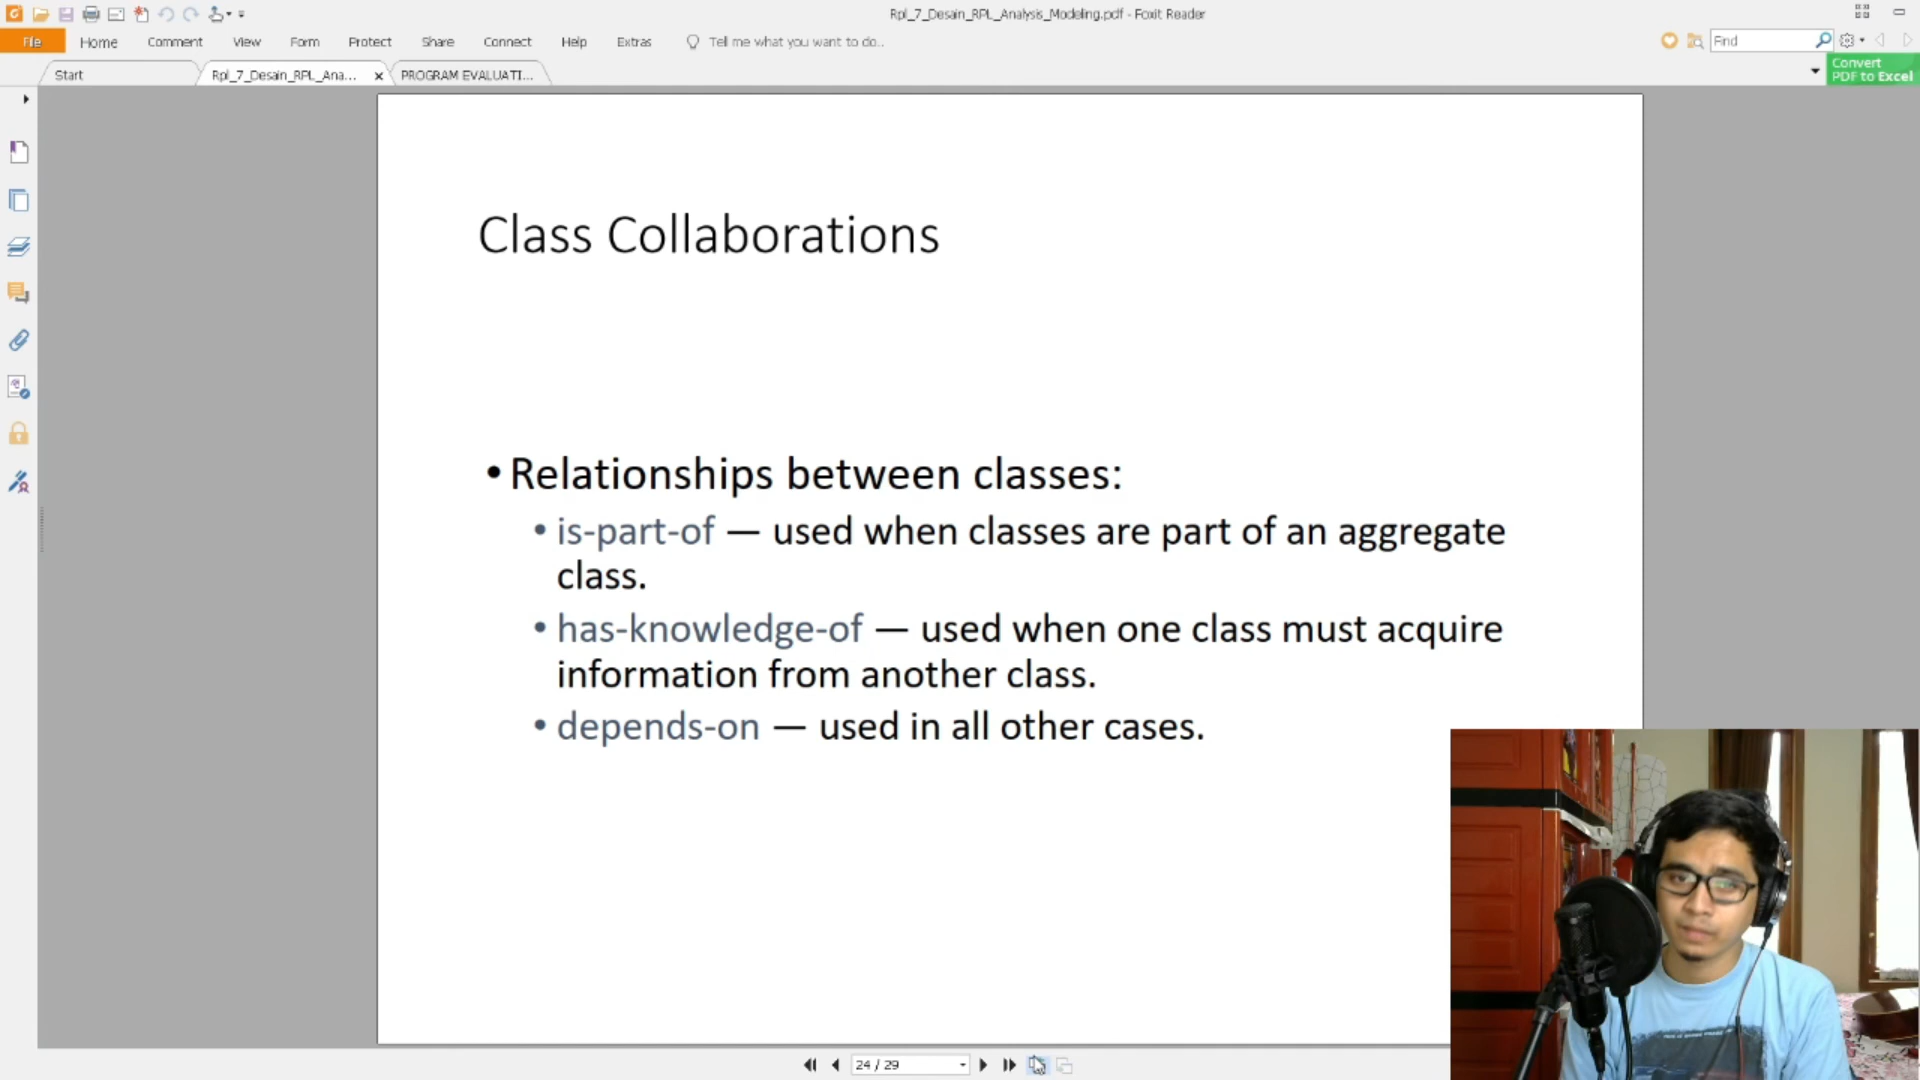 Rpl_7_Desain_RPL_Analysis_Modeling.pdf - Foxit Reader
File Home Comment View Form Protect Share Connect Help Extras Tell me what you want to do.. Find
Start Rpl_7_Desain_RPL_Ana... PROGRAM EVALUATI...
Convert
PDF to Excel
Class Collaborations
• Relationships between classes:
• is-part-of — used when classes are part of an aggregate
class.
• has-knowledge-of — used when one class must acquire
information from another class.
• depends-on — used in all other cases.
24 / 29